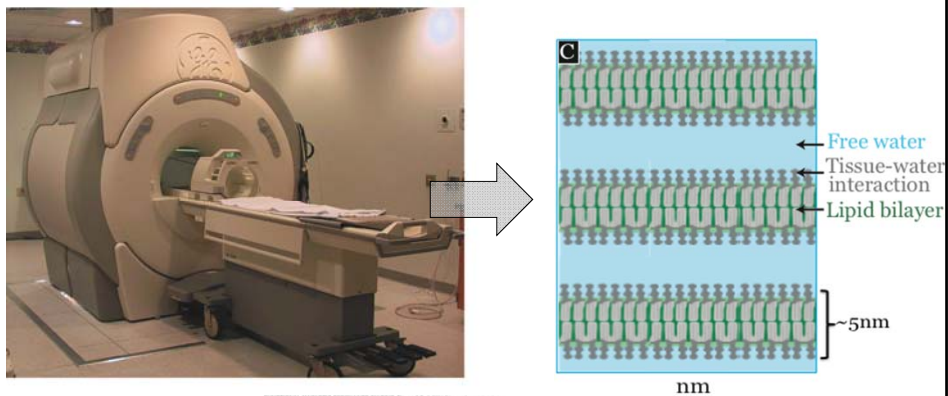 C
Free water
Tissue-water
interaction
Lipid bilayer
~5nm
nm